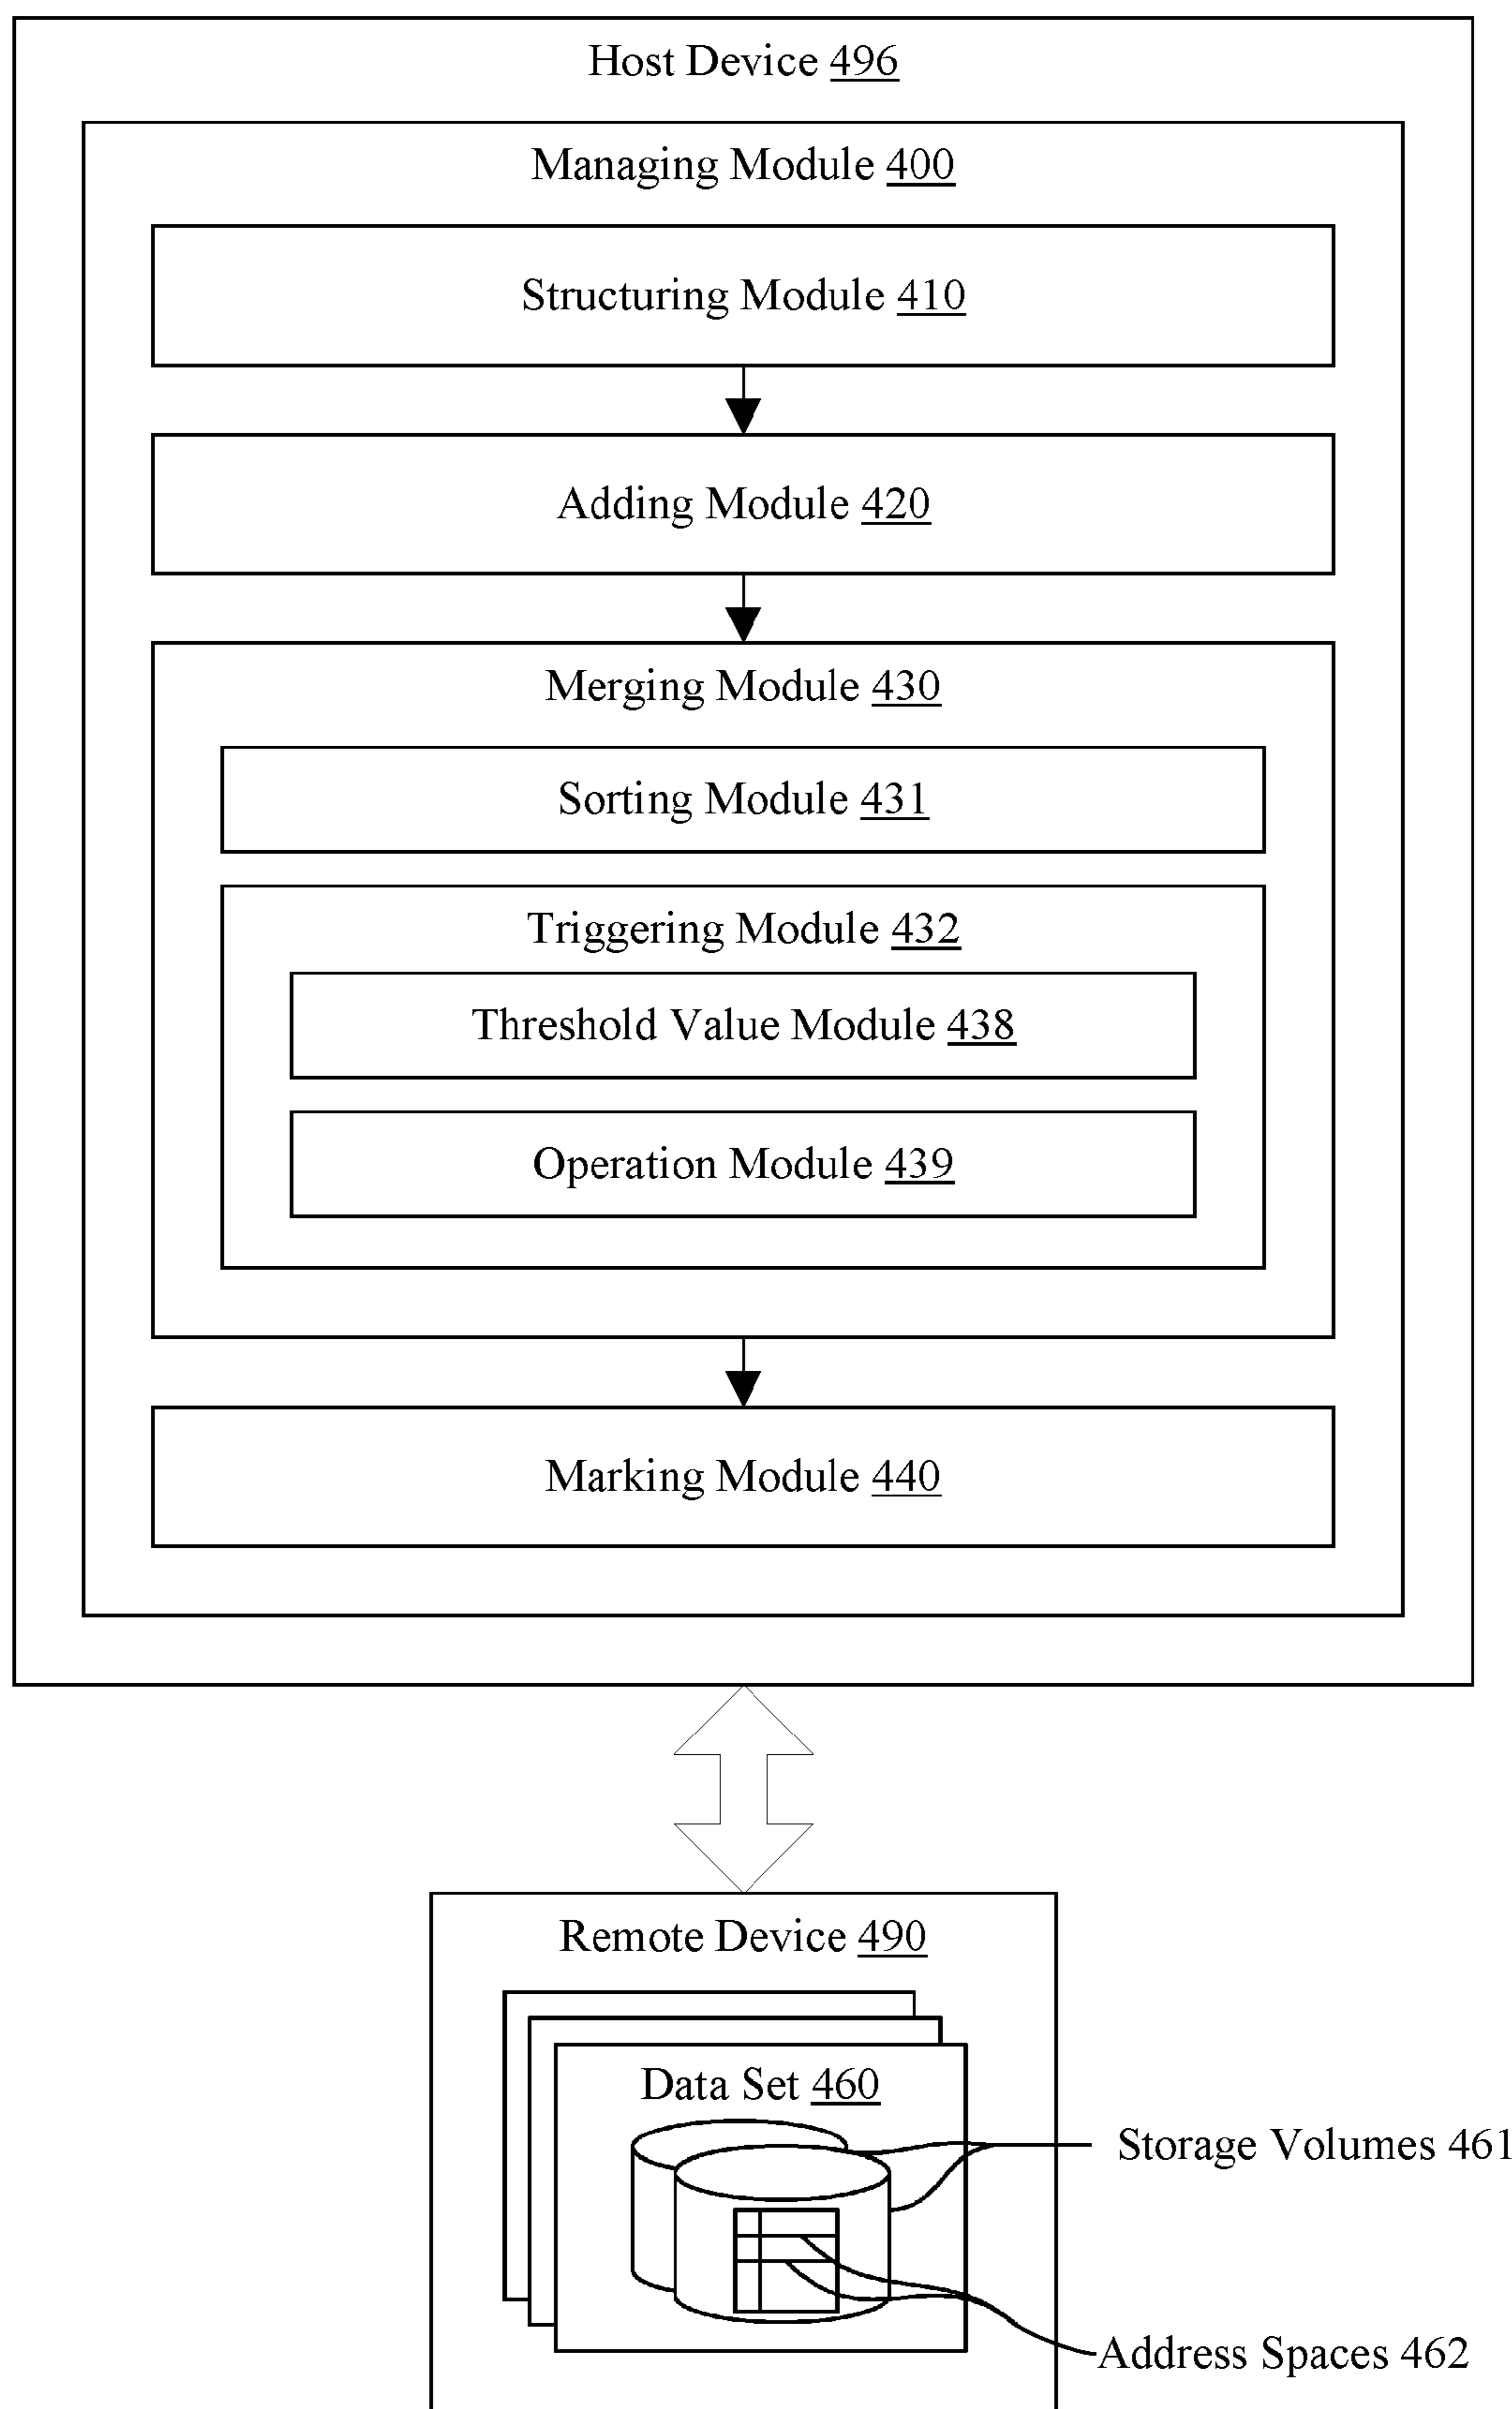 Host Device 496
Managing Module 400
Structuring Module 410
Adding Module 420
Merging Module 430
Sorting Module 431
Triggering Module 432
Threshold Value Module 438
Operation Module 439
Marking Module 440
Remote Device 490
Data Set 460
Storage Volumes 461
Address Spaces 462